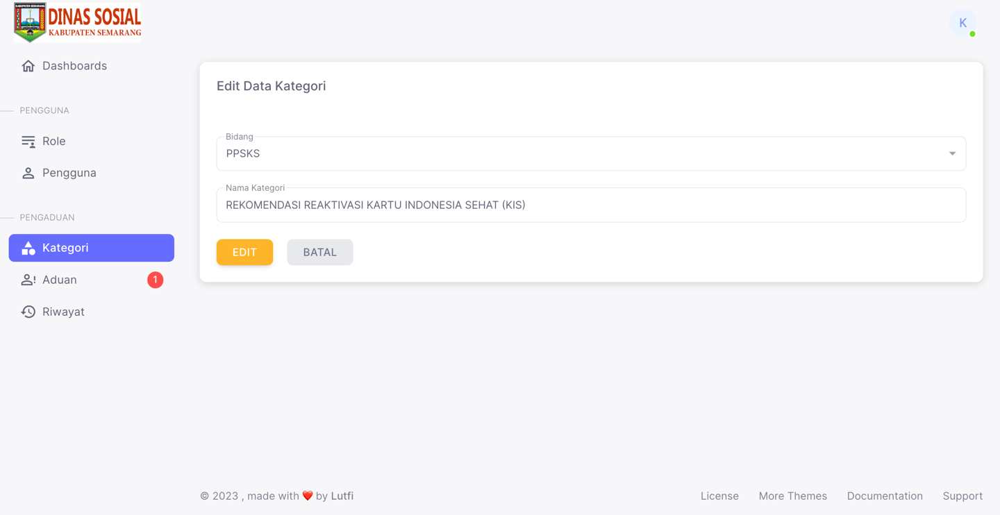 KABUPATEN SEMARANG
DINAS SOSIAL
KABUPATEN SEMARANG
K
Dashboards
PENGGUNA
Role
Pengguna
PENGADUAN
Kategori
Aduan 1
Riwayat
Edit Data Kategori
Bidang
PPSKS
Nama Kategori
REKOMENDASI REAKTIVASI KARTU INDONESIA SEHAT (KIS)
EDIT BATAL
© 2023 , made with ❤️ by Lutfi
License More Themes Documentation Support